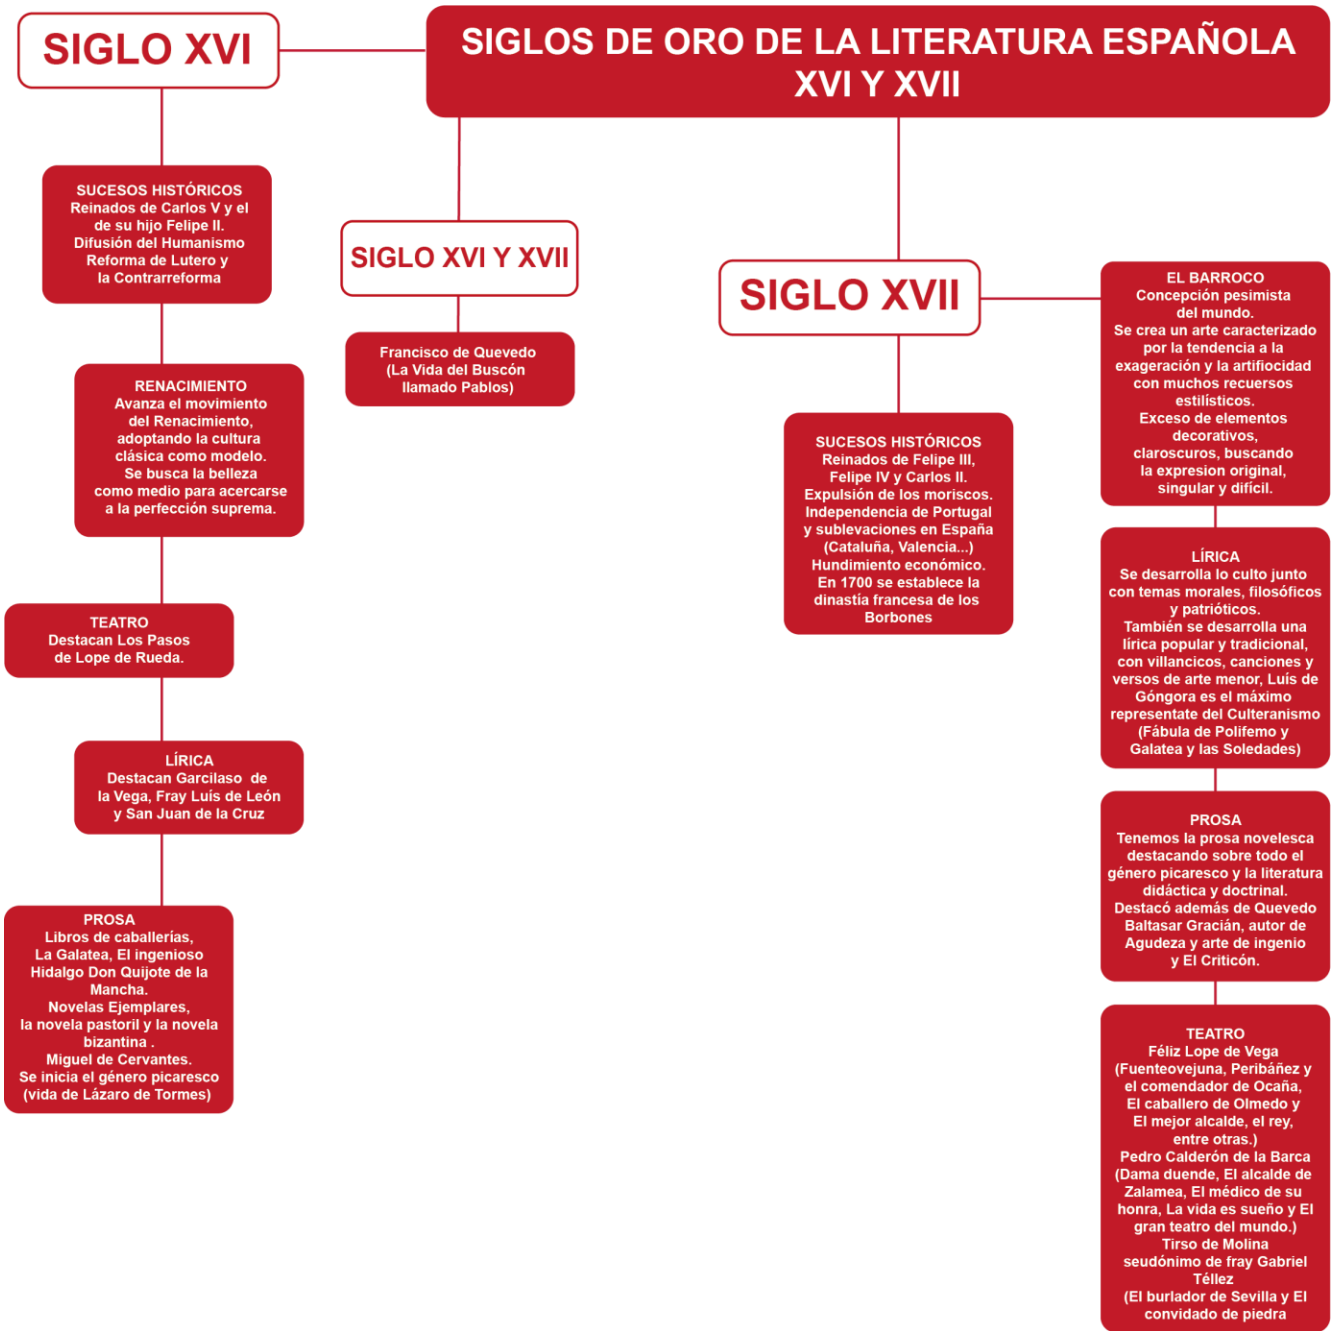 SIGLO XVI
SIGLOS DE ORO DE LA LITERATURA ESPAÑOLA
XVI Y XVII
SUCESOS HISTÓRICOS
Reinados de Carlos V y el
de su hijo Felipe II.
Difusión del Humanismo
Reforma de Lutero y
la Contrarreforma
RENACIMIENTO
Avanza el movimiento
del Renacimiento,
adoptando la cultura
clásica como modelo.
Se busca la belleza
como medio para acercarse
a la perfección suprema.
TEATRO
Destacan Los Pasos
de Lope de Rueda.
LÍRICA
Destacan Garcilaso de
la Vega, Fray Luís de León
y San Juan de la Cruz
PROSA
Libros de caballerías,
La Galatea, El ingenioso
Hidalgo Don Quijote de la
Mancha.
Novelas Ejemplares,
la novela pastoril y la novela
bizantina .
Miguel de Cervantes.
Se inicia el género picaresco
(vida de Lázaro de Tormes)
SIGLO XVI Y XVII
Francisco de Quevedo
(La Vida del Buscón
llamado Pablos)
SIGLO XVII
SUCESOS HISTÓRICOS
Reinados de Felipe III,
Felipe IV y Carlos II.
Expulsión de los moriscos.
Independencia de Portugal
y sublevaciones en España
(Cataluña, Valencia...)
Hundimiento económico.
En 1700 se establece la
dinastía francesa de los
Borbones
EL BARROCO
Concepción pesimista
del mundo.
Se crea un arte caracterizado
por la tendencia a la
exageración y la artifiocidad
con muchos recuersos
estilísticos.
Exceso de elementos
decorativos,
claroscuros, buscando
la expresion original,
singular y difícil.
LÍRICA
Se desarrolla lo culto junto
con temas morales, filosóficos
y patrióticos.
También se desarrolla una
lírica popular y tradicional,
con villancicos, canciones y
versos de arte menor, Luís de
Góngora es el máximo
representate del Culteranismo
(Fábula de Polifemo y
Galatea y las Soledades)
PROSA
Tenemos la prosa novelesca
destacando sobre todo el
género picaresco y la literatura
didáctica y doctrinal.
Destacó además de Quevedo
Baltasar Gracián, autor de
Agudeza y arte de ingenio
y El Criticón.
TEATRO
Féliz Lope de Vega
(Fuenteovejuna, Peribáñez y
el comendador de Ocaña,
El caballero de Olmedo y
El mejor alcalde, el rey,
entre otras.)
Pedro Calderón de la Barca
(Dama duende, El alcalde de
Zalamea, El médico de su
honra, La vida es sueño y El
gran teatro del mundo.)
Tirso de Molina
seudónimo de fray Gabriel
Téllez
(El burlador de Sevilla y El
convidado de piedra